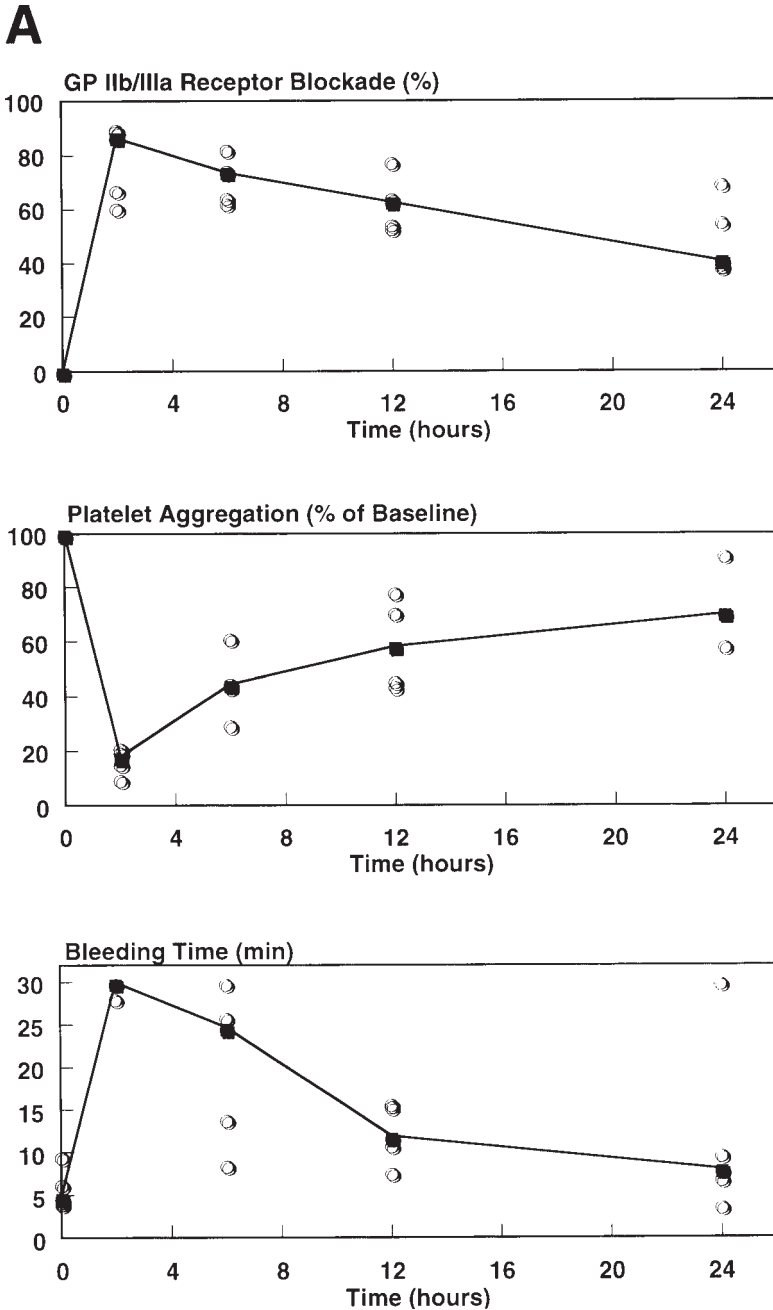 A
GP IIb/IIIa Receptor Blockade (%)
100
80
60
40
20
0
0 4 8 12 16 20 24
Time (hours)
Platelet Aggregation (% of Baseline)
100
80
60
40
20
0
0 4 8 12 16 20 24
Time (hours)
Bleeding Time (min)
30
25
20
15
10
5
0
0 4 8 12 16 20 24
Time (hours)